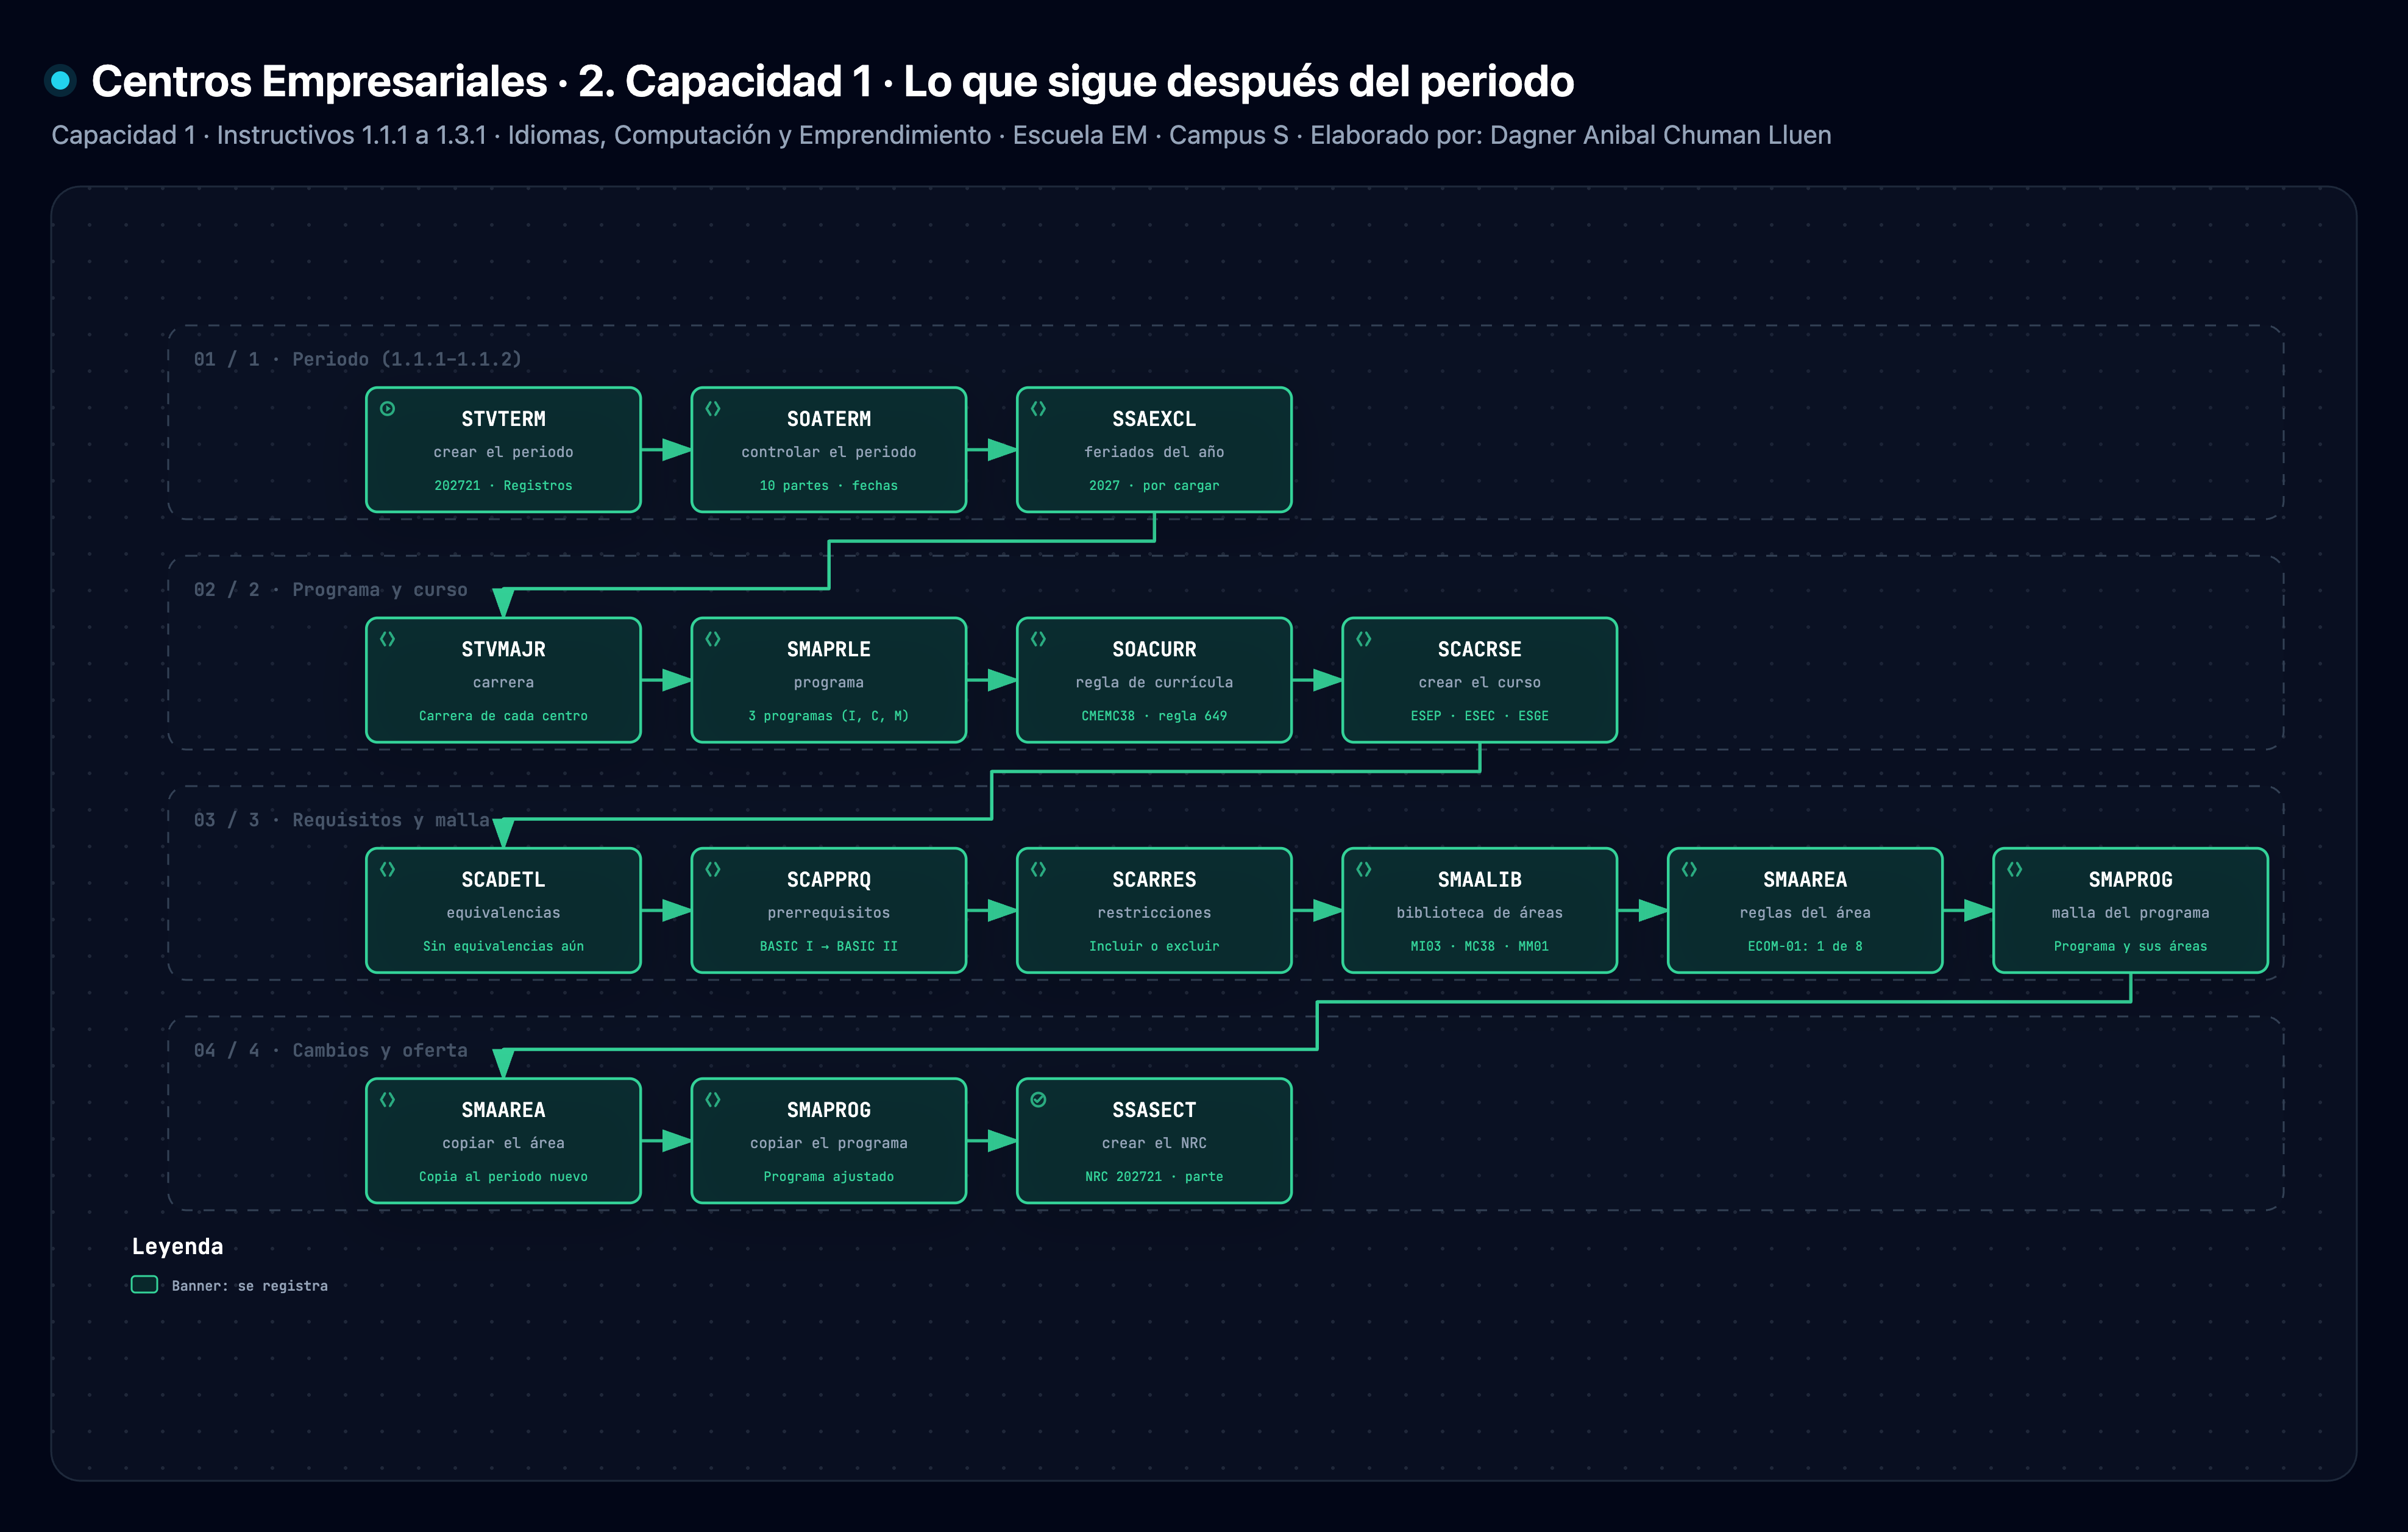 Centros Empresariales · 2. Capacidad 1 · Lo que sigue después del periodo
Capacidad 1 · Instructivos 1.1.1 a 1.3.1 · Idiomas, Computación y Emprendimiento · Escuela EM · Campus S · Elaborado por: Dagner Anibal Chuman Lluen
01 / 1 · Periodo (1.1.1–1.1.2)
STVTERM
crear el periodo
202721 · Registros
SOATERM
controlar el periodo
10 partes · fechas
SSAEXCL
feriados del año
2027 · por cargar
02 / 2 · Programa y curso
STVMAJR
carrera
Carrera de cada centro
SMAPRLE
programa
3 programas (I, C, M)
SOACURR
regla de currícula
CMEMC38 · regla 649
SCACRSE
crear el curso
ESEP · ESEC · ESGE
03 / 3 · Requisitos y malla
SCADETL
equivalencias
Sin equivalencias aún
SCAPPRQ
prerrequisitos
BASIC I → BASIC II
SCARRES
restricciones
Incluir o excluir
SMAALIB
biblioteca de áreas
MI03 · MC38 · MM01
SMAAREA
reglas del área
ECOM-01: 1 de 8
SMAPROG
malla del programa
Programa y sus áreas
04 / 4 · Cambios y oferta
SMAAREA
copiar el área
Copia al periodo nuevo
SMAPROG
copiar el programa
Programa ajustado
SSASECT
crear el NRC
NRC 202721 · parte
Leyenda
Banner: se registra